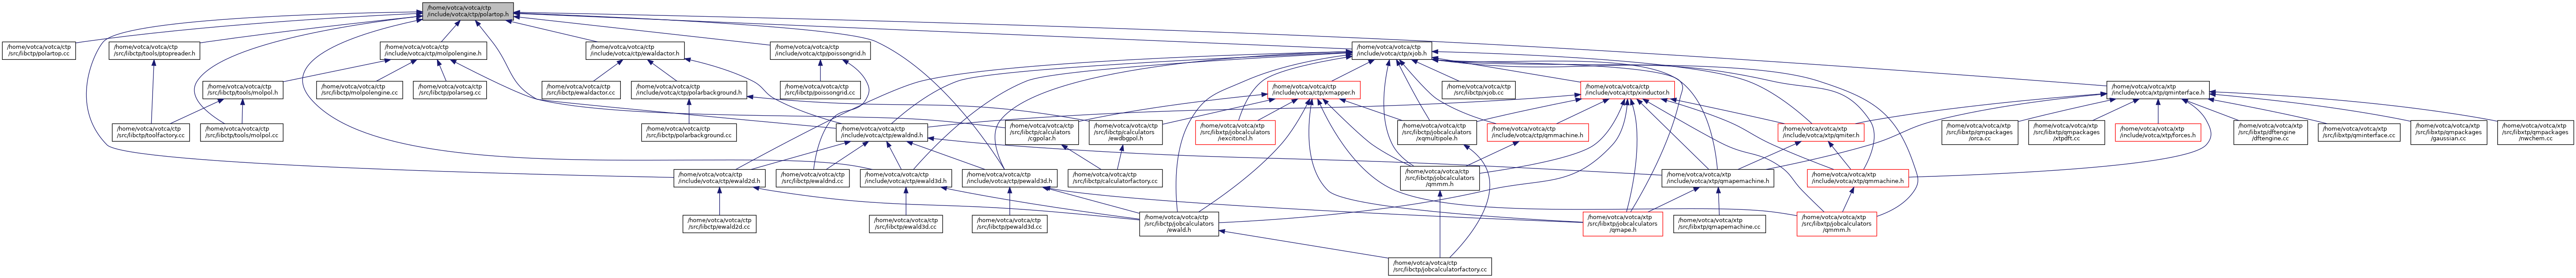 /home/votca/votca/ctp
/include/votca/ctp/polartop.h
/home/votca/votca/ctp
/src/libctp/polartop.cc
/home/votca/votca/ctp
/src/libctp/tools/ptopreader.h
/home/votca/votca/ctp
/include/votca/ctp/molpolengine.h
/home/votca/votca/ctp
/include/votca/ctp/ewaldactor.h
/home/votca/votca/ctp
/include/votca/ctp/poissongrid.h
/home/votca/votca/ctp
/include/votca/ctp/xjob.h
/home/votca/votca/ctp
/src/libctp/tools/molpol.h
/home/votca/votca/ctp
/src/libctp/molpolengine.cc
/home/votca/votca/ctp
/src/libctp/polarseg.cc
/home/votca/votca/ctp
/src/libctp/ewaldactor.cc
/home/votca/votca/ctp
/include/votca/ctp/polarbackground.h
/home/votca/votca/ctp
/src/libctp/poissongrid.cc
/home/votca/votca/ctp
/include/votca/ctp/xmapper.h
/home/votca/votca/ctp
/src/libctp/xjob.cc
/home/votca/votca/ctp
/include/votca/ctp/xinductor.h
/home/votca/votca/xtp
/include/votca/xtp/qminterface.h
/home/votca/votca/ctp
/src/libctp/toolfactory.cc
/home/votca/votca/ctp
/src/libctp/tools/molpol.cc
/home/votca/votca/ctp
/src/libctp/polarbackground.cc
/home/votca/votca/ctp
/include/votca/ctp/ewaldnd.h
/home/votca/votca/ctp
/src/libctp/calculators
/cgpolar.h
/home/votca/votca/ctp
/src/libctp/calculators
/ewdbgpol.h
/home/votca/votca/xtp
/src/libxtp/jobcalculators
/iexcitoncl.h
/home/votca/votca/ctp
/src/libctp/jobcalculators
/xqmultipole.h
/home/votca/votca/ctp
/include/votca/ctp/qmmachine.h
/home/votca/votca/xtp
/include/votca/xtp/qmiter.h
/home/votca/votca/xtp
/src/libxtp/qmpackages
/orca.cc
/home/votca/votca/xtp
/src/libxtp/qmpackages
/xtpdft.cc
/home/votca/votca/xtp
/include/votca/xtp/forces.h
/home/votca/votca/xtp
/src/libxtp/dftengine
/dftengine.cc
/home/votca/votca/xtp
/src/libxtp/qminterface.cc
/home/votca/votca/xtp
/src/libxtp/qmpackages
/gaussian.cc
/home/votca/votca/xtp
/src/libxtp/qmpackages
/nwchem.cc
/home/votca/votca/ctp
/include/votca/ctp/ewald2d.h
/home/votca/votca/ctp
/src/libctp/ewaldnd.cc
/home/votca/votca/ctp
/include/votca/ctp/ewald3d.h
/home/votca/votca/ctp
/include/votca/ctp/pewald3d.h
/home/votca/votca/ctp
/src/libctp/calculatorfactory.cc
/home/votca/votca/ctp
/src/libctp/jobcalculators
/qmmm.h
/home/votca/votca/xtp
/include/votca/xtp/qmapemachine.h
/home/votca/votca/xtp
/include/votca/xtp/qmmachine.h
/home/votca/votca/ctp
/src/libctp/ewald2d.cc
/home/votca/votca/ctp
/src/libctp/ewald3d.cc
/home/votca/votca/ctp
/src/libctp/pewald3d.cc
/home/votca/votca/ctp
/src/libctp/jobcalculators
/ewald.h
/home/votca/votca/xtp
/src/libxtp/jobcalculators
/qmape.h
/home/votca/votca/xtp
/src/libxtp/qmapemachine.cc
/home/votca/votca/xtp
/src/libxtp/jobcalculators
/qmmm.h
/home/votca/votca/ctp
/src/libctp/jobcalculatorfactory.cc